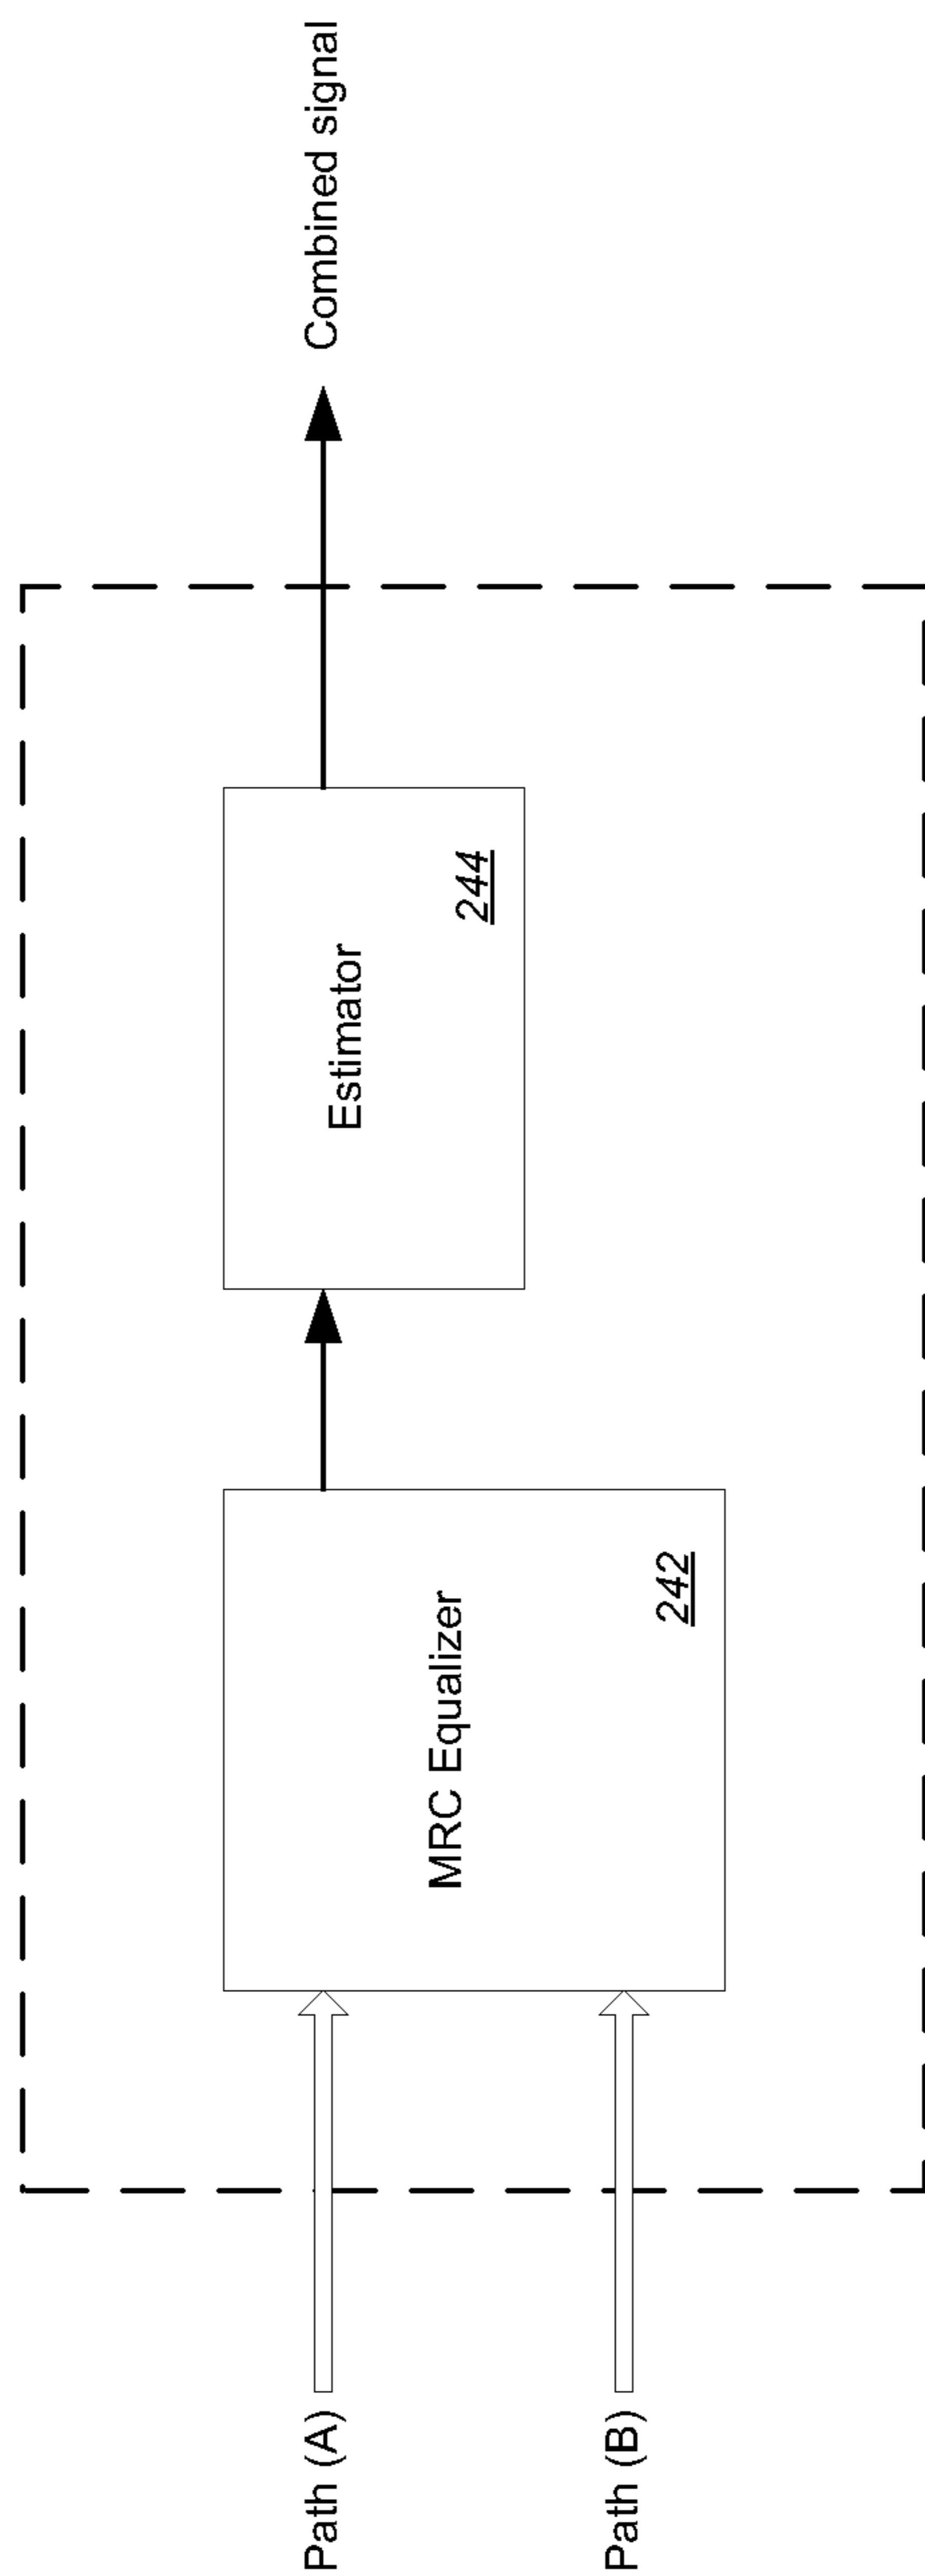 Path (A)
Path (B)
MRC Equalizer
242
Estimator
244
Combined signal